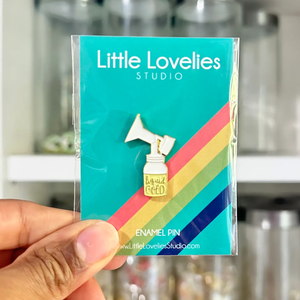 Little Lovelies
STUDIO
liquid
GOLD
ENAMEL PIN
www.LittleLoveliesStudio.com